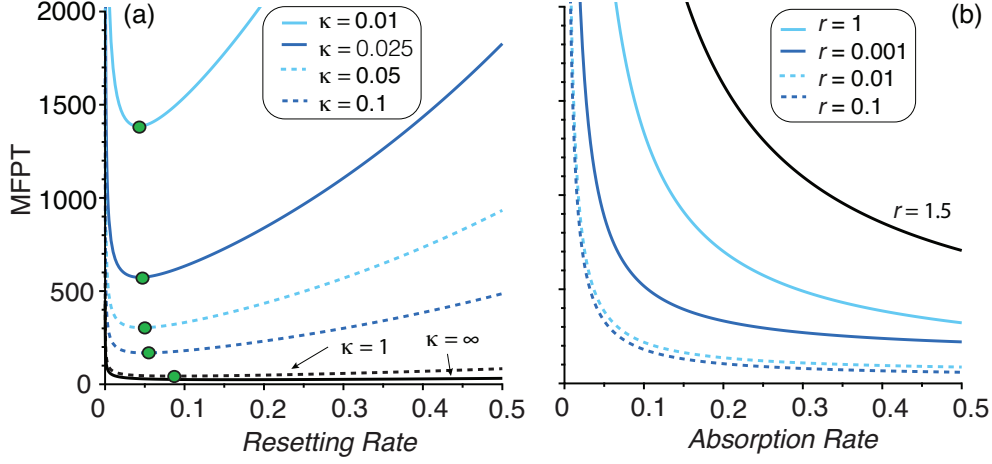 (a)
κ = 0.01
κ = 0.025
κ = 0.05
κ = 0.1
2000
1500
1000
500
0
MFPT
κ = 1
κ = ∞
0 0.1 0.2 0.3 0.4 0.5
Resetting Rate
(b)
r = 1
r = 0.001
r = 0.01
r = 0.1
r = 1.5
0 0.1 0.2 0.3 0.4 0.5
Absorption Rate